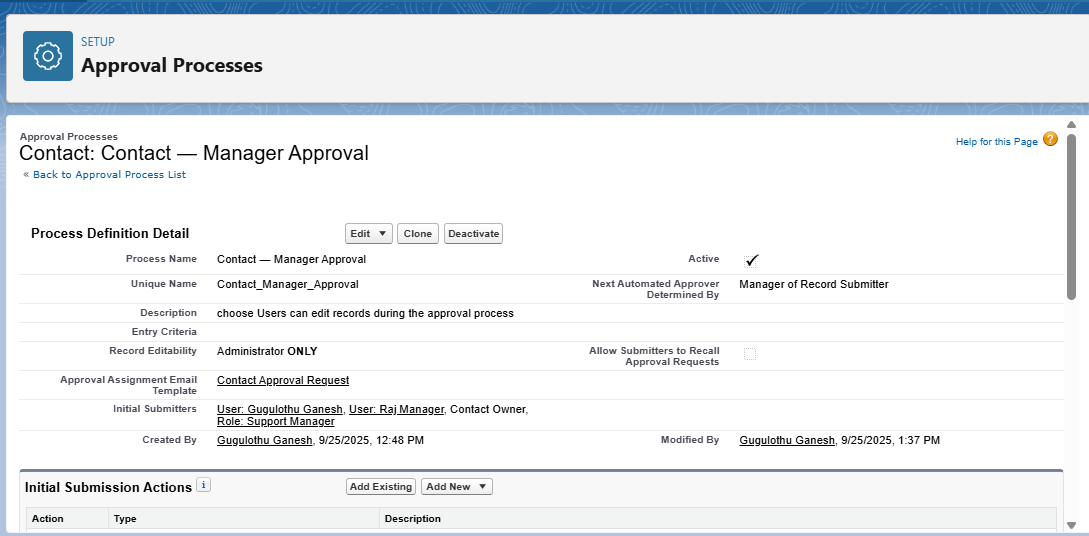 SETUP
Approval Processes
Approval Processes
Contact: Contact — Manager Approval
« Back to Approval Process List
Help for this Page ?
Process Definition Detail
Edit ▼ Clone Deactivate
Process Name Contact — Manager Approval Active ✓
Unique Name Contact_Manager_Approval Next Automated Approver
Determined By Manager of Record Submitter
Description choose Users can edit records during the approval process
Entry Criteria
Record Editability Administrator ONLY Allow Submitters to Recall
Approval Requests
Approval Assignment Email
Template Contact Approval Request
Initial Submitters User: Gugulothu Ganesh, User: Raj Manager, Contact Owner,
Role: Support Manager
Created By Gugulothu Ganesh, 9/25/2025, 12:48 PM Modified By Gugulothu Ganesh, 9/25/2025, 1:37 PM
Initial Submission Actions i Add Existing Add New ▼
Action Type Description